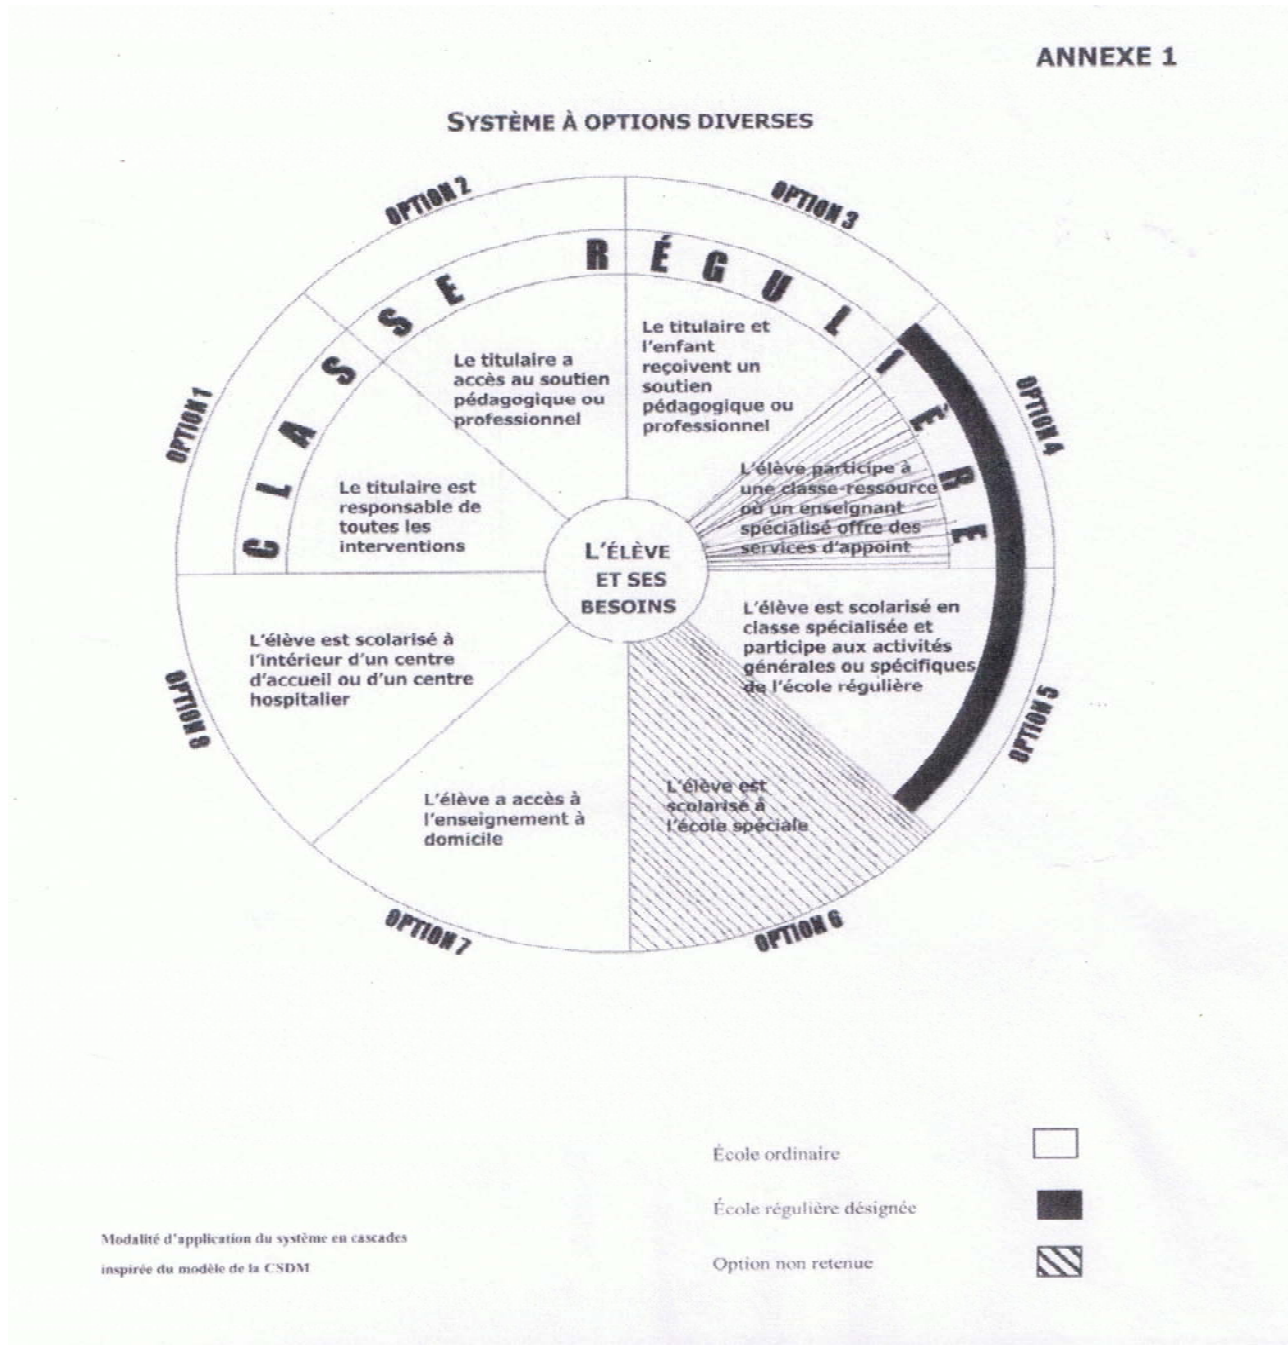 ANNEXE 1
SYSTÈME À OPTIONS DIVERSES
OPTION 1
OPTION 2
OPTION 3
OPTION 4
OPTION 5
OPTION 6
OPTION 7
OPTION 8
CLASSE RÉGULIÈRE
Le titulaire est
responsable de
toutes les
interventions
Le titulaire a
accès au soutien
pédagogique ou
professionnel
Le titulaire et
l'enfant
reçoivent un
soutien
pédagogique ou
professionnel
L'élève participe à
une classe-ressource
où un enseignant
spécialisé offre des
services d'appoint
L'élève est scolarisé en
classe spécialisée et
participe aux activités
générales ou spécifiques
de l'école régulière
L'élève est
scolarisé à
l'école spéciale
L'élève a accès à
l'enseignement à
domicile
L'élève est scolarisé à
l'intérieur d'un centre
d'accueil ou d'un centre
hospitalier
L'ÉLÈVE
ET SES
BESOINS
École ordinaire
École régulière désignée
Option non retenue
Modalité d'application du système en cascades
inspirée du modèle de la CSDM